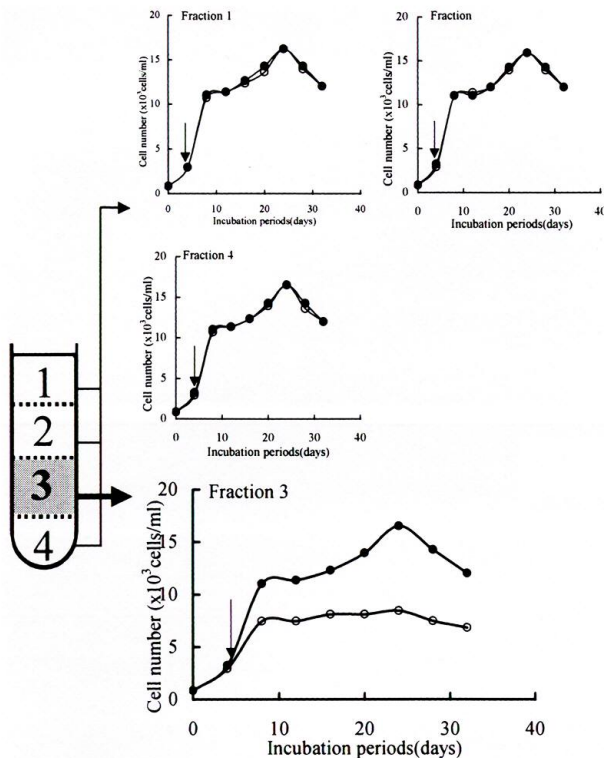 Fraction 1
20
15
10
5
0
Cell number (x10³cells/ml)
0 10 20 30 40
Incubation periods(days)
Fraction
20
15
10
5
0
Cell number (x10³cells/ml)
0 10 20 30 40
Incubation periods(days)
Fraction 4
20
15
10
5
0
Cell number (x10³cells/ml)
0 10 20 30 40
Incubation periods(days)
1
2
3
4
Fraction 3
20
15
10
5
0
Cell number (x10³cells/ml)
0 10 20 30 40
Incubation periods(days)